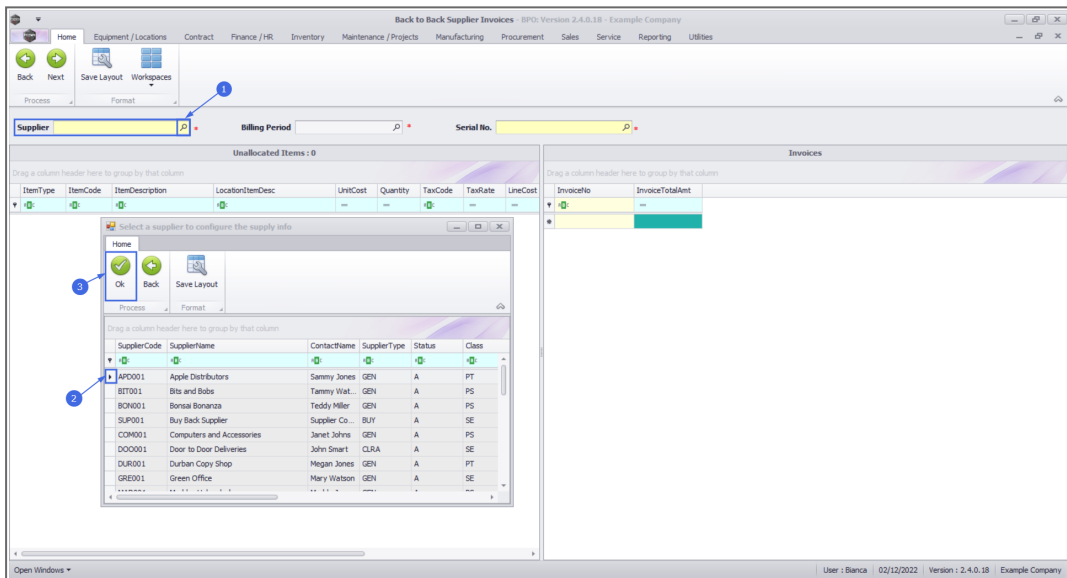 Back to Back Supplier Invoices - BPO: Version 2.4.0.18 - Example Company
Home Equipment / Locations Contract Finance / HR Inventory Maintenance / Projects Manufacturing Procurement Sales Service Reporting Utilities
Back Next Save Layout Workspaces
Process Format
1
Supplier Billing Period * Serial No.
Unallocated Items : 0 Invoices
Drag a column header here to group by that column Drag a column header here to group by that column
ItemType ItemCode ItemDescription LocationItemDesc UnitCost Quantity TaxCode TaxRate LineCost InvoiceNo InvoiceTotalAmt
Select a supplier to configure the supply info
Home
3
Ok Back Save Layout
Process Format
Drag a column header here to group by that column
SupplierCode SupplierName ContactName SupplierType Status Class
APD001 Apple Distributors Sammy Jones GEN A PT
2
BIT001 Bits and Bobs Tammy Wat... GEN A PS
BON001 Bonsai Bonanza Teddy Miller GEN A PS
SUP001 Buy Back Supplier Supplier Co... BUY A SE
COM001 Computers and Accessories Janet Johns GEN A PS
DOO001 Door to Door Deliveries John Smart CLRA A SE
DUR001 Durban Copy Shop Megan Jones GEN A PT
GRE001 Green Office Mary Watson GEN A SE
Open Windows User : Bianca 02/12/2022 Version : 2.4.0.18 Example Company